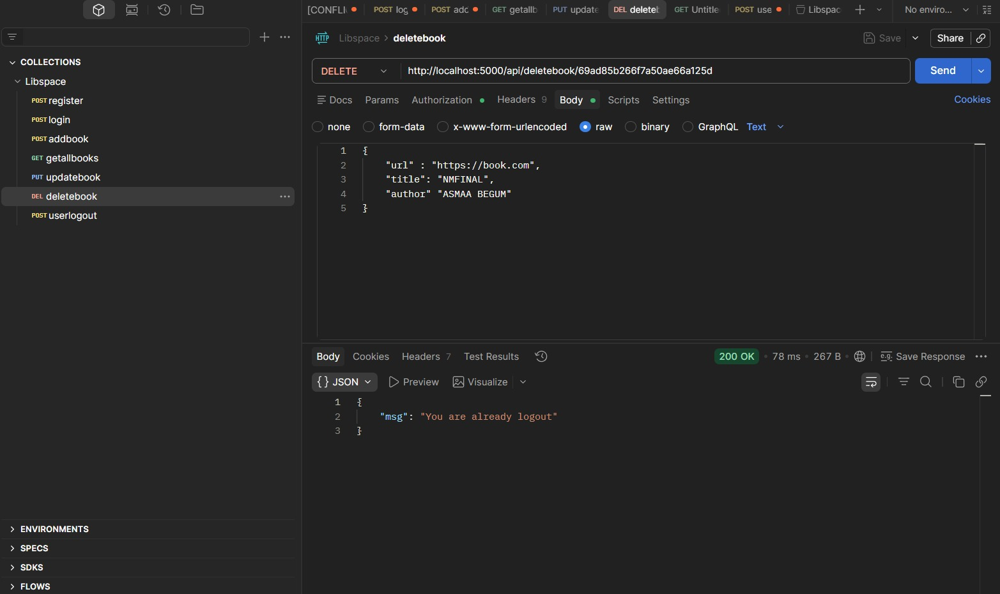 [CONFLI
POST log
POST adc
GET getallb
PUT update
DEL deletet
GET Untitle
POST use
Libspac
No enviro...
Libspace > deletebook
Save
Share
COLLECTIONS
Libspace
POST register
POST login
POST addbook
GET getallbooks
PUT updatebook
DEL deletebook
POST userlogout
ENVIRONMENTS
SPECS
SDKS
FLOWS
HTTP
DELETE http://localhost:5000/api/deletebook/69ad85b266f7a50ae66a125d
Send
Docs Params Authorization Headers 9 Body Scripts Settings
Cookies
none form-data x-www-form-urlencoded raw binary GraphQL Text
1 {
2 "url" : "https://book.com",
3 "title": "NMFINAL",
4 "author" "ASMAA BEGUM"
5 }
Body Cookies Headers 7 Test Results
200 OK • 78 ms • 267 B
e.g. Save Response
{} JSON Preview Visualize
1 {
2 "msg": "You are already logout"
3 }